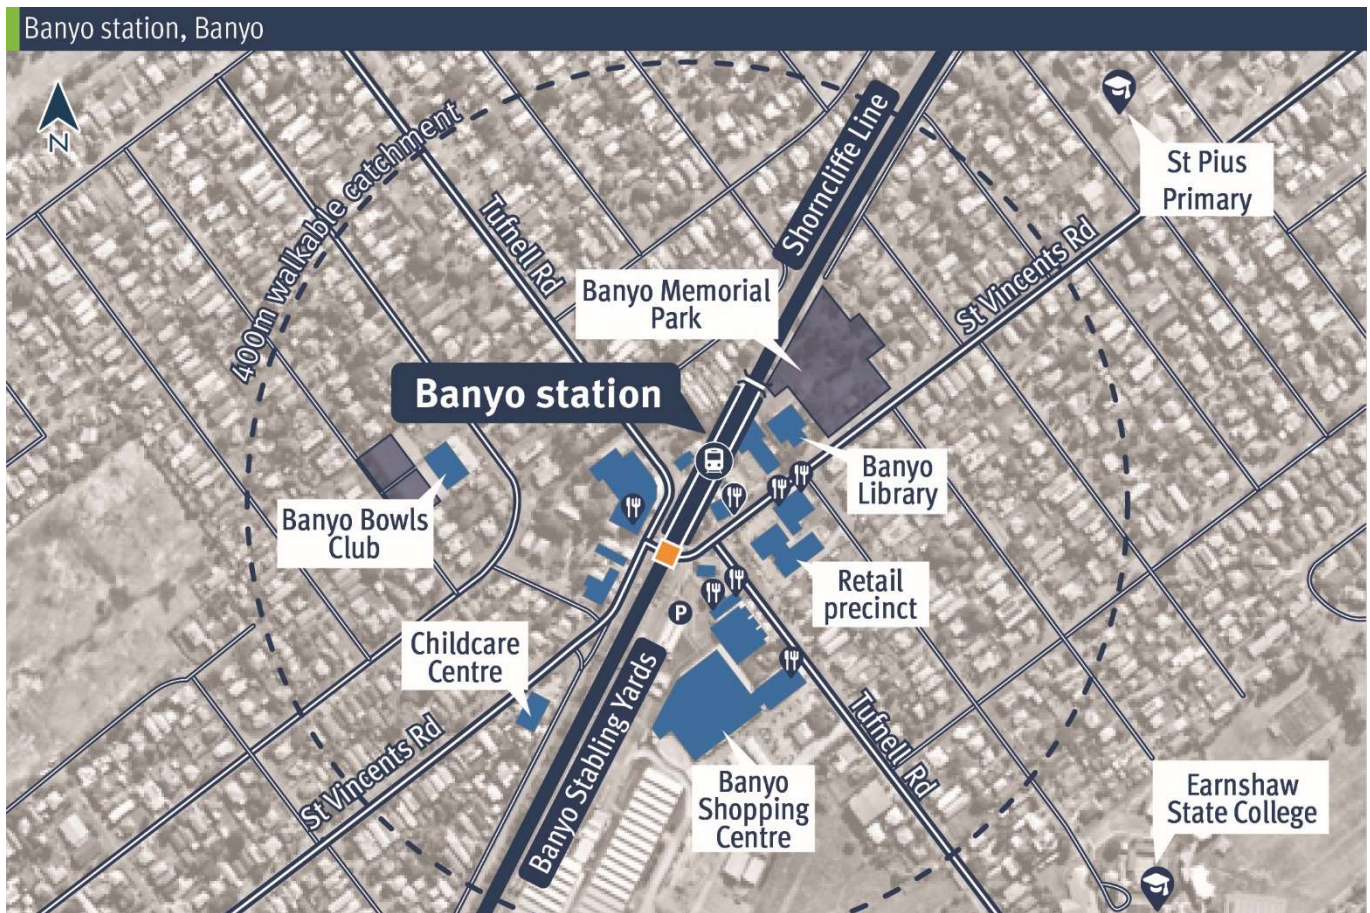 Banyo station, Banyo
N
400m walkable catchment
Tufnell Rd
Shorncliffe Line
St Pius
Primary
St Vincents Rd
Banyo Memorial
Park
Banyo station
Banyo
Library
Banyo Bowls
Club
Retail
precinct
P
Childcare
Centre
Banyo Stabling Yards
St Vincents Rd
Tufnell Rd
Banyo
Shopping
Centre
Earnshaw
State College